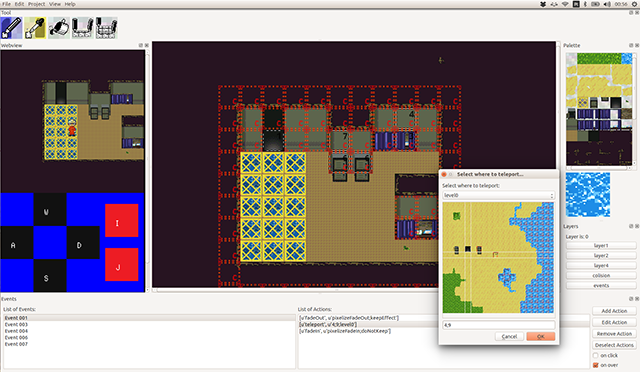 File Edit Project View Help
00:56
Tool
Webview
Palette
W
A
D
S
I
J
7
4
Select where to teleport...
Select where to teleport:
level0
4,9
Cancel
OK
Layers
Layer is: 0
layer1
layer2
layer4
colision
events
Events
List of Events:
Event 001
Event 003
Event 005
Event 006
Event 007
List of Actions:
[u'fadeOut', u'pixelizeFadeOut;keepEffect']
[u'teleport', u'4;9;level0']
[u'fadeIn', u'pixelizeFadeIn;doNotKeep']
Add Action
Edit Action
Remove Action
Deselect Actions
on click
on over